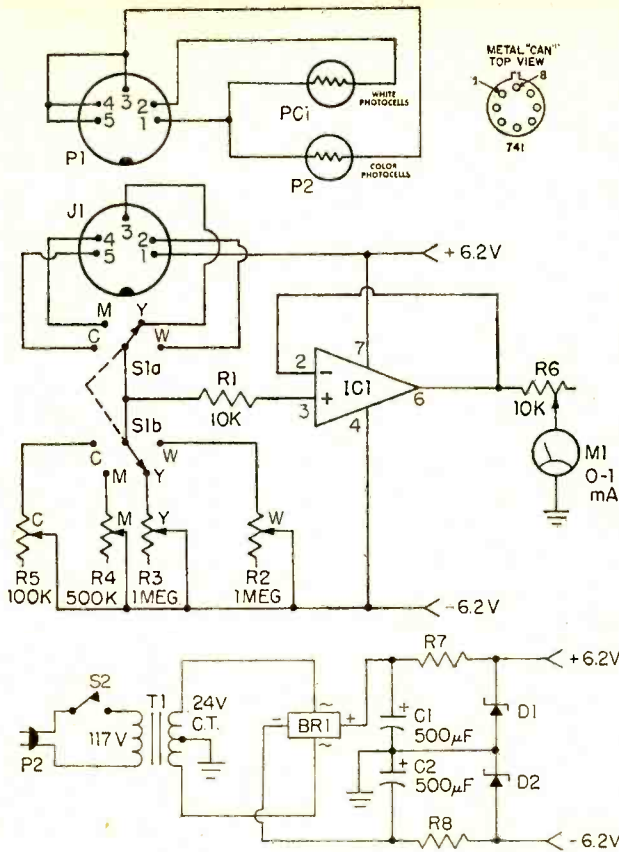 METAL "CAN"
TOP VIEW
1
8
741
4
5
3
2
1
P1
PCi
WHITE
PHOTOCELLS
P2
COLOR
PHOTOCELLS
J1
4
5
3
2
1
+6.2V
M
Y
C
W
S1a
R1
10K
2
-
3
+
IC1
7
4
6
R6
10K
M1
0-1
mA
S1b
C
M
Y
W
C
M
Y
W
R5
100K
R4
500K
R3
1MEG
R2
1MEG
-6.2V
S2
T1
24V
C.T.
117V
P2
~
- BR1 +
~
R7
+6.2V
+
C1
500µF
D1
+
C2
500µF
D2
R8
-6.2V